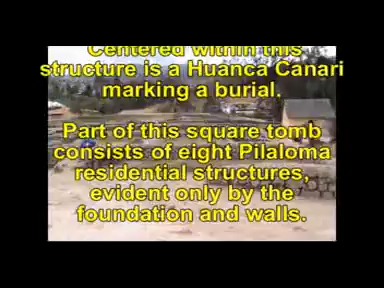 Centered within this
structure is a Huanca Canari
marking a burial.
Part of this square tomb
consists of eight Pilaloma
residential structures,
evident only by the
foundation and walls.